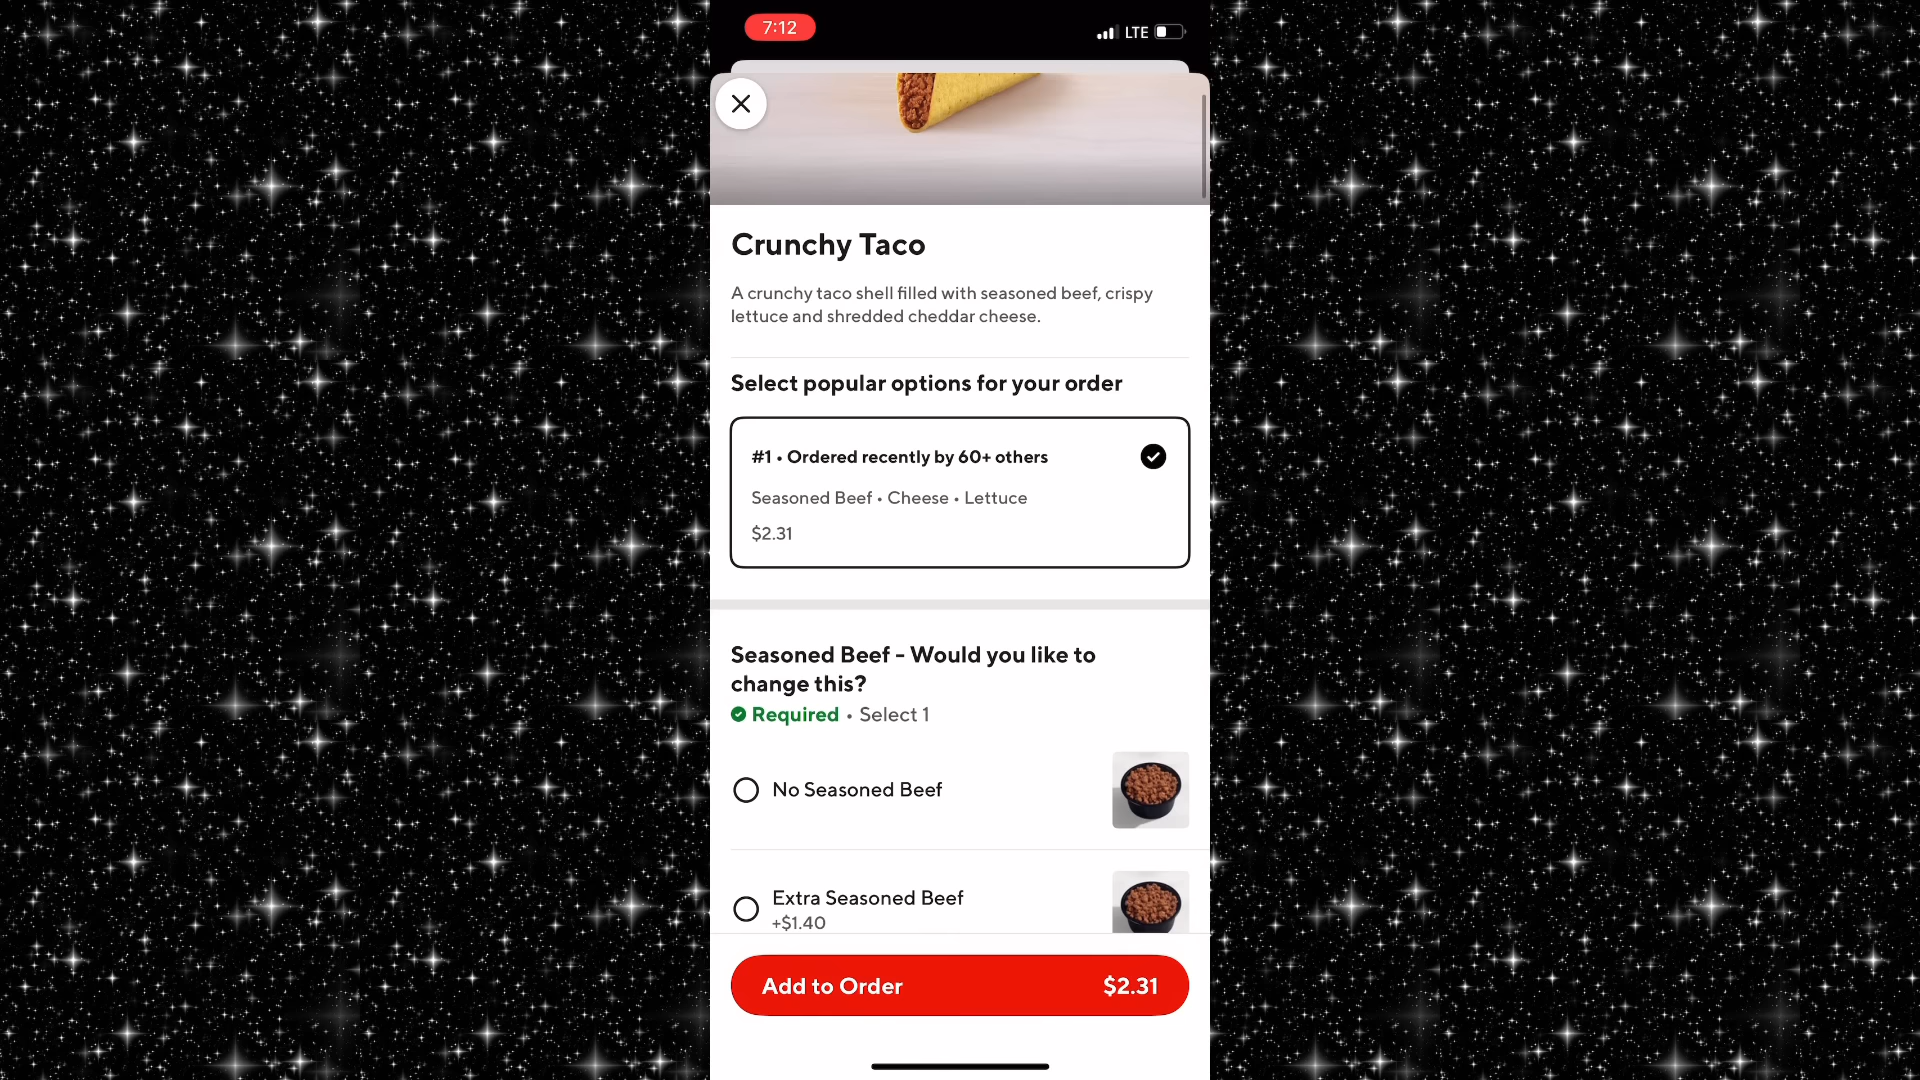 7:12
LTE
Crunchy Taco
A crunchy taco shell filled with seasoned beef, crispy
lettuce and shredded cheddar cheese.
Select popular options for your order
#1 • Ordered recently by 60+ others
Seasoned Beef • Cheese • Lettuce
$2.31
Seasoned Beef - Would you like to
change this?
Required • Select 1
No Seasoned Beef
Extra Seasoned Beef
+$1.40
Add to Order $2.31